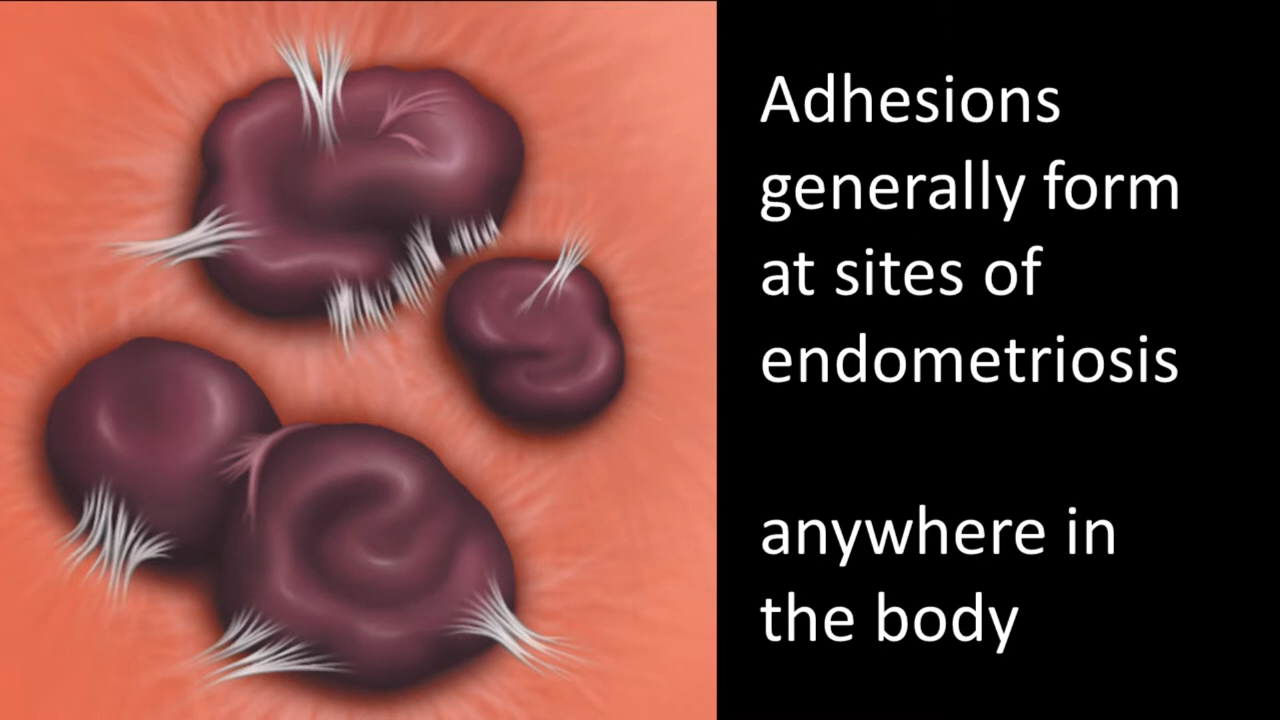 Adhesions
generally form
at sites of
endometriosis
anywhere in
the body